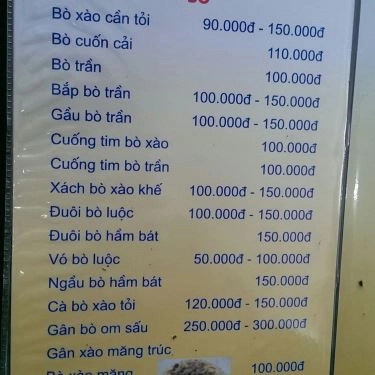 Bò xào cần tỏi 90.000đ - 150.000đ
Bò cuốn cải 110.000đ
Bò trần 100.000đ
Bắp bò trần 100.000đ - 150.000đ
Gầu bò trần 100.000đ - 150.000đ
Cuống tim bò xào 100.000đ
Cuống tim bò trần 100.000đ
Xách bò xào khế 100.000đ - 150.000đ
Đuôi bò luộc 100.000đ - 150.000đ
Đuôi bò hầm bát 150.000đ
Vó bò luộc 50.000đ - 100.000đ
Ngẩu bò hầm bát 150.000đ
Cà bò xào tỏi 120.000đ - 150.000đ
Gân bò om sấu 250.000đ - 300.000đ
Gân xào măng trúc
Bò xào măng 100.000đ